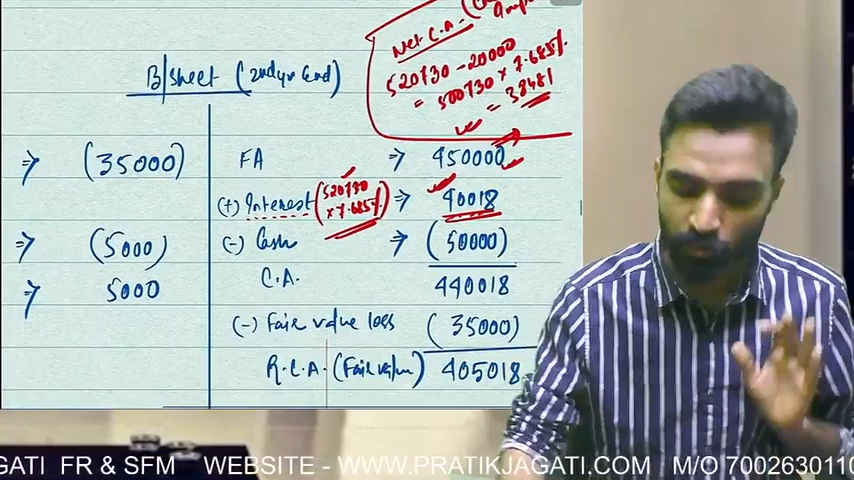 Net C.A.
520730 - 20000
= 500730 × 7.685%
= 38481
B/sheet (2nd yr End)
⇒ (35000) FA ⇒ 450000
(+) Interest (520730 × 7.685%) ⇒ 40018
⇒ (5000) (-) Cash ⇒ (50000)
⇒ 5000 C.A. 440018
(-) Fair value loss (35000)
R.C.A. (Fair value) 405018
GATI FR & SFM WEBSITE - WWW.PRATIKJAGATI.COM M/O 7002630110